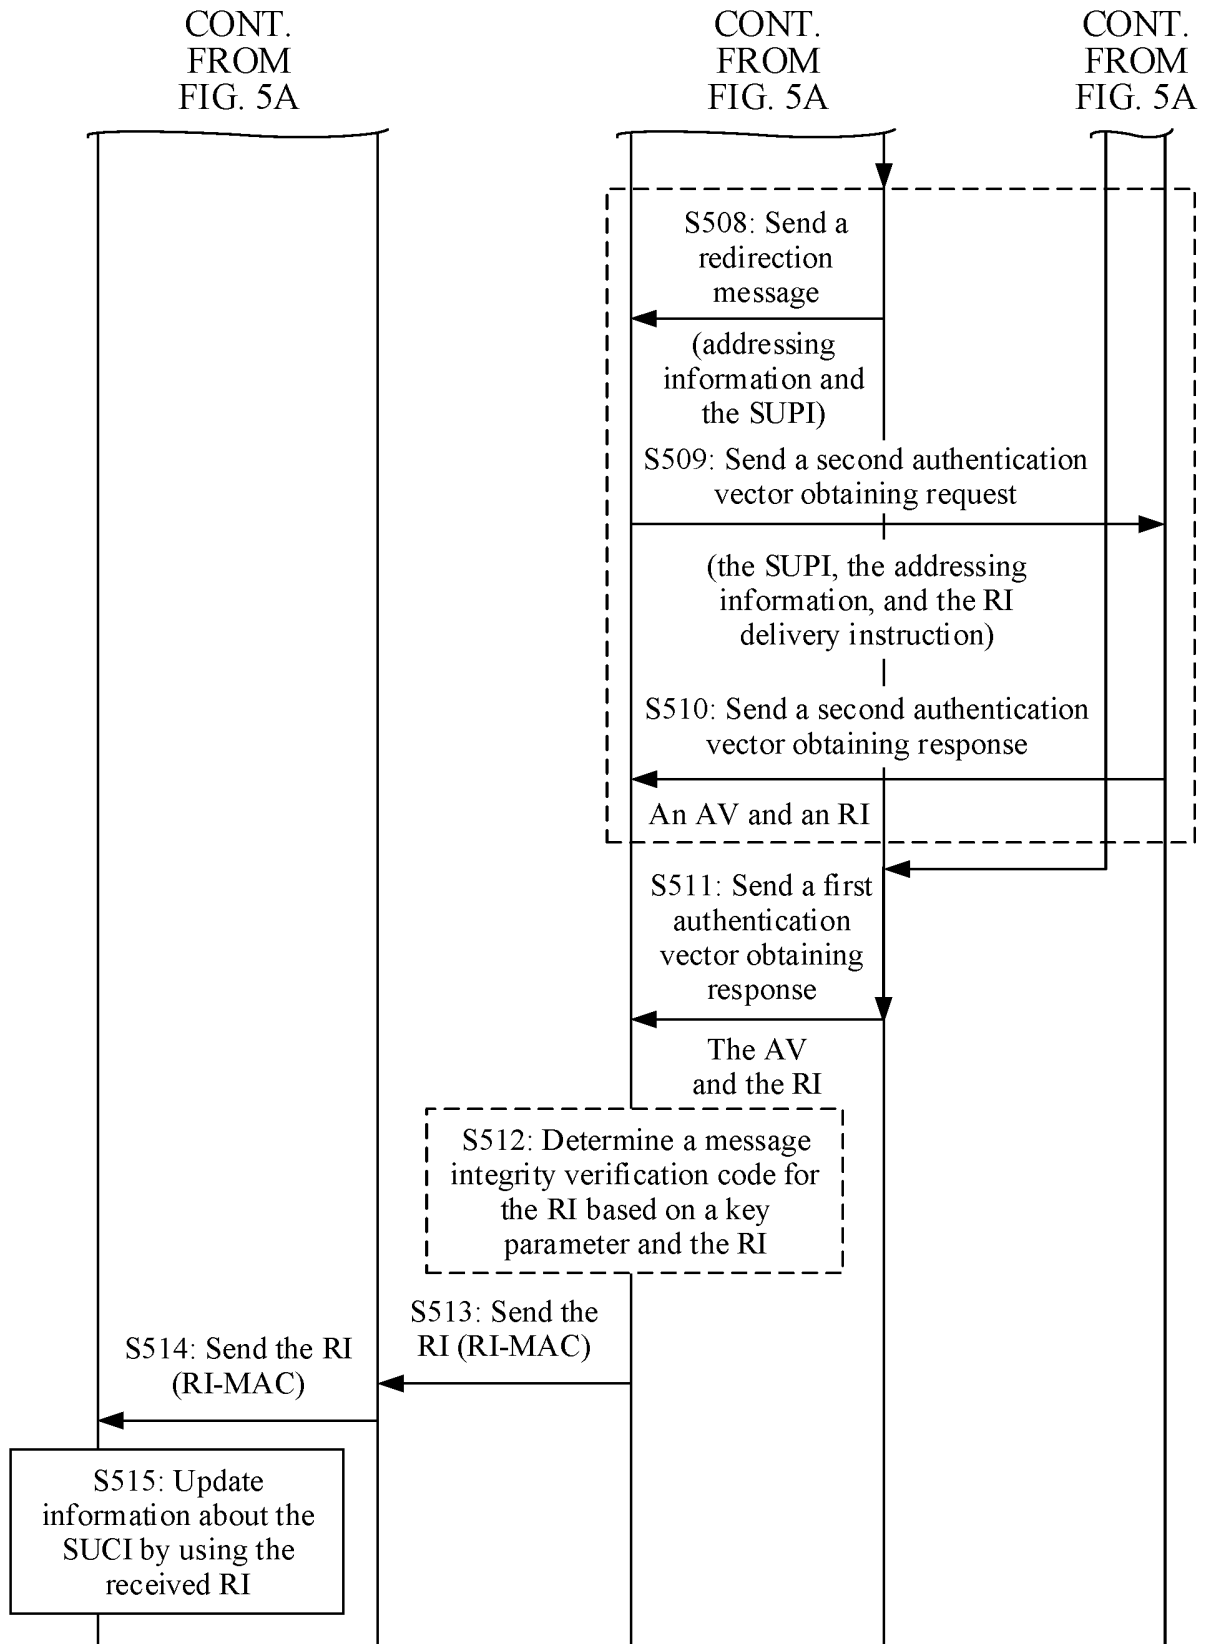 CONT.
FROM
FIG. 5A
CONT.
FROM
FIG. 5A
CONT.
FROM
FIG. 5A
S508: Send a
redirection
message
(addressing
information and
the SUPI)
S509: Send a second authentication
vector obtaining request
(the SUPI, the addressing
information, and the RI
delivery instruction)
S510: Send a second authentication
vector obtaining response
An AV and an RI
S511: Send a first
authentication
vector obtaining
response
The AV
and the RI
S512: Determine a message
integrity verification code for
the RI based on a key
parameter and the RI
S513: Send the
RI (RI-MAC)
S514: Send the RI
(RI-MAC)
S515: Update
information about the
SUCI by using the
received RI